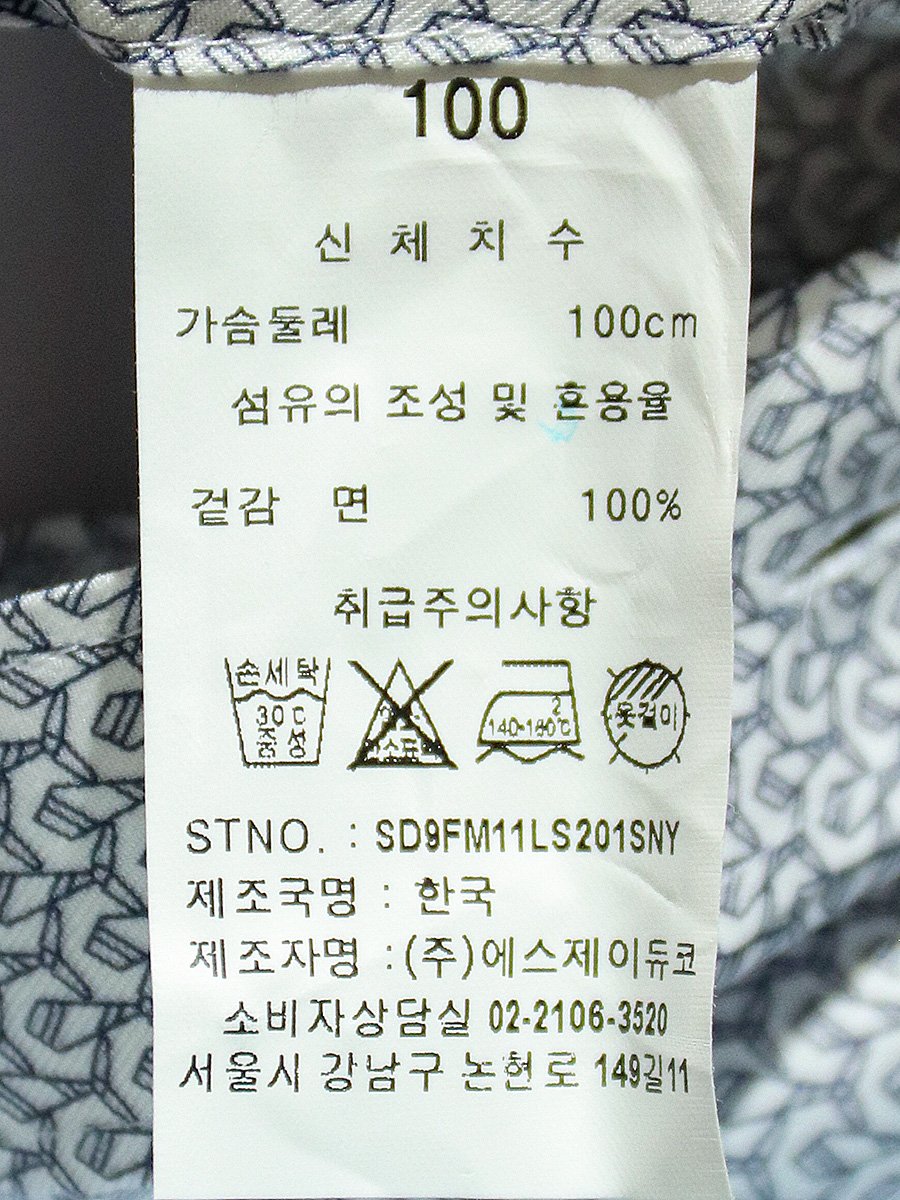 100
신 체 치 수
가슴둘레 100cm
섬유의 조성 및 혼용율
겉감 면 100%
취급주의사항
손세탁
30℃
중성
2
140-160℃
옷걸이
STNO. : SD9FM11LS201SNY
제조국명 : 한국
제조자명 : (주)에스제이듀코
소비자상담실 02-2106-3520
서울시 강남구 논현로 149길11